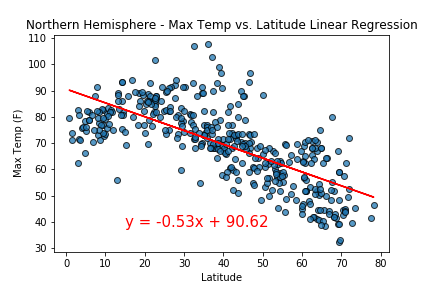 Northern Hemisphere - Max Temp vs. Latitude Linear Regression
110
100
90
80
70
60
50
40
30
Max Temp (F)
y = -0.53x + 90.62
0 10 20 30 40 50 60 70 80
Latitude